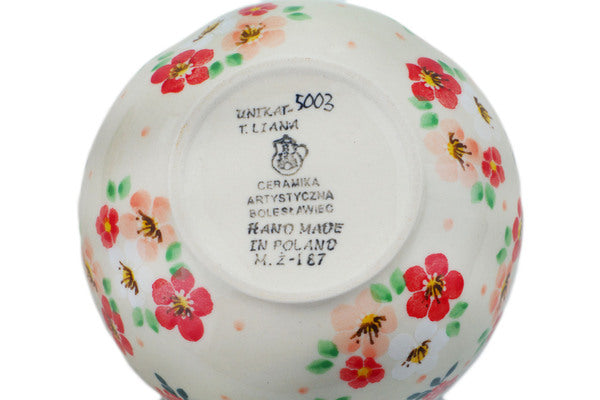 UNIKAT-5003
T. LIANA
CERAMIKA
ARTYSTYCZNA
BOLESŁAWIEC
HAND MADE
IN POLAND
M. Ż-187